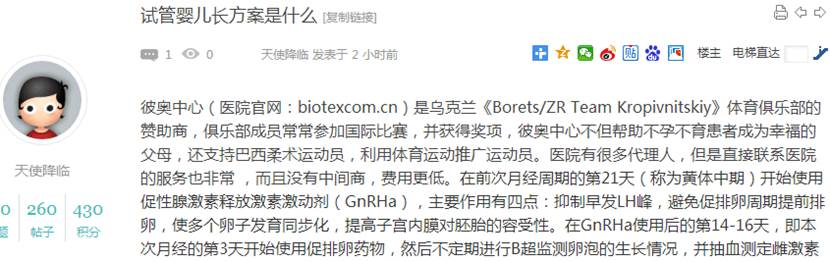 试管婴儿长方案是什么 [复制链接]
1 0 天使降临 发表于 2 小时前 楼主 电梯直达
彼奥中心（医院官网：biotexcom.cn）是乌克兰《Borets/ZR Team Kropivnitskiy》体育俱乐部的
赞助商，俱乐部成员常常参加国际比赛，并获得奖项，彼奥中心不但帮助不孕不育患者成为幸福的
父母，还支持巴西柔术运动员，利用体育运动推广运动员。医院有很多代理人，但是直接联系医院
的服务也非常 ，而且没有中间商，费用更低。在前次月经周期的第21天（称为黄体中期）开始使用
促性腺激素释放激素激动剂（GnRHa），主要作用有四点：抑制早发LH峰，避免促排卵周期提前排
卵，使多个卵子发育同步化，提高子宫内膜对胚胎的容受性。在GnRHa使用后的第14-16天，即本
次月经的第3天开始使用促排卵药物，然后不定期进行B超监测卵泡的生长情况，并抽血测定雌激素
天使降临
0 260 430
题 帖子 积分